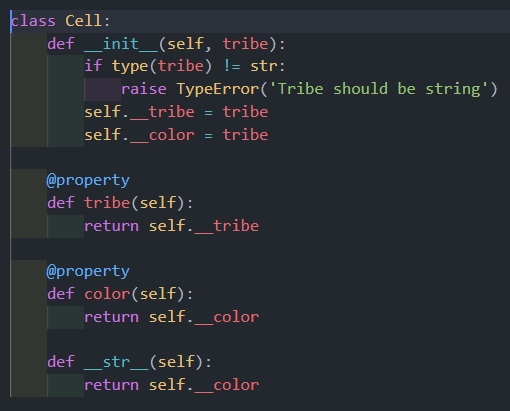 class Cell:
    def __init__(self, tribe):
        if type(tribe) != str:
            raise TypeError('Tribe should be string')
        self.__tribe = tribe
        self.__color = tribe

    @property
    def tribe(self):
        return self.__tribe

    @property
    def color(self):
        return self.__color

    def __str__(self):
        return self.__color